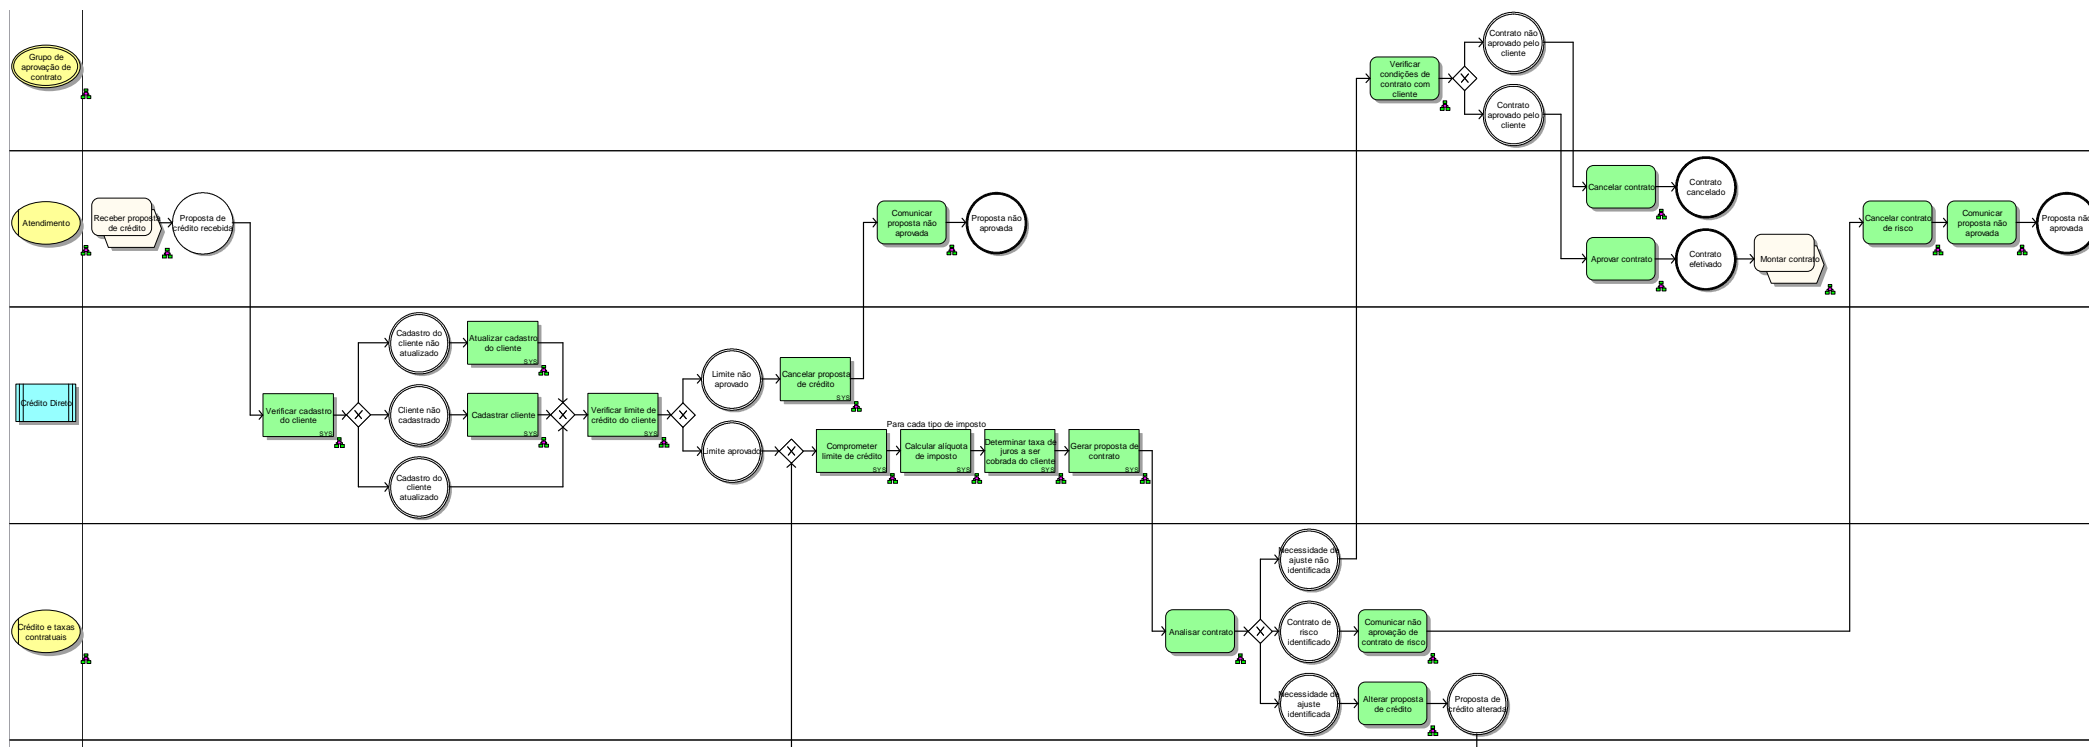 Grupo de
aprovação de
contrato
Verificar
condições de
contrato com
cliente
Contrato não
aprovado pelo
cliente
Contrato
aprovado pelo
cliente
Atendimento
Receber proposta
de crédito
Proposta de
crédito recebida
Comunicar
proposta não
aprovada
Proposta não
aprovada
Cancelar contrato
Contrato
cancelado
Aprovar contrato
Contrato
efetivado
Montar contrato
Cancelar contrato
de risco
Comunicar
proposta não
aprovada
Proposta não
aprovada
Crédito Direto
Verificar cadastro
do cliente
SYS
Cadastro do
cliente não
atualizado
Atualizar cadastro
do cliente
SYS
Cliente não
cadastrado
Cadastrar cliente
SYS
Cadastro do
cliente
atualizado
Verificar limite de
crédito do cliente
SYS
Limite não
aprovado
Cancelar proposta
de crédito
SYS
Limite aprovado
Comprometer
limite de crédito
SYS
Para cada tipo de imposto
Calcular alíquota
de imposto
SYS
Determinar taxa de
juros a ser
cobrada do cliente
SYS
Gerar proposta de
contrato
SYS
Crédito e taxas
contratuais
Analisar contrato
Necessidade de
ajuste não
identificada
Contrato de
risco
identificado
Comunicar não
aprovação de
contrato de risco
Necessidade de
ajuste
identificada
Alterar proposta
de crédito
Proposta de
crédito alterada